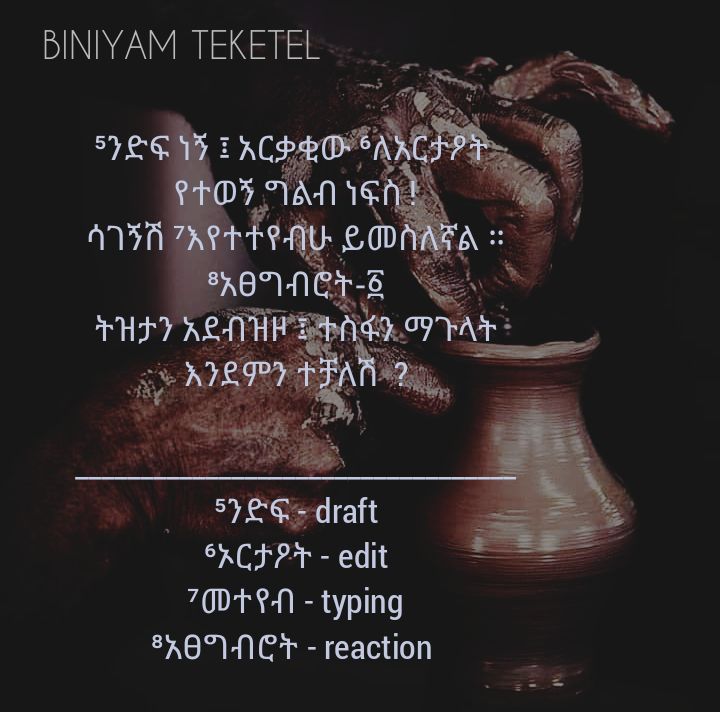 BINIYAM TEKETEL
⁵ንድፍ ነኝ ፤ አርቃቂው ⁶ለአርታዖት
የተወኝ ግልብ ነፍስ !
ሳገኝሽ ⁷እየተተየብሁ ይመስለኛል ።
⁸አፀግብሮት-፩
ትዝታን አደብዝዞ ፤ ተስፋን ማጉላት
እንደምን ተቻለሽ ?
⁵ንድፍ - draft
⁶ኦርታዖት - edit
⁷መተየብ - typing
⁸አፀግብሮት - reaction